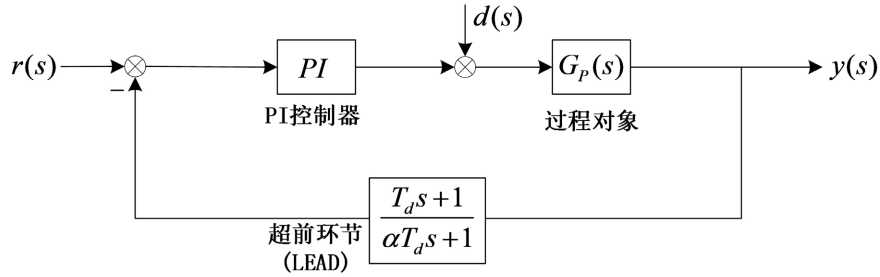 d(s)
r(s)
PI
G_P(s)
y(s)
−
PI控制器
过程对象
T_d s+1
αT_d s+1
超前环节
(LEAD)